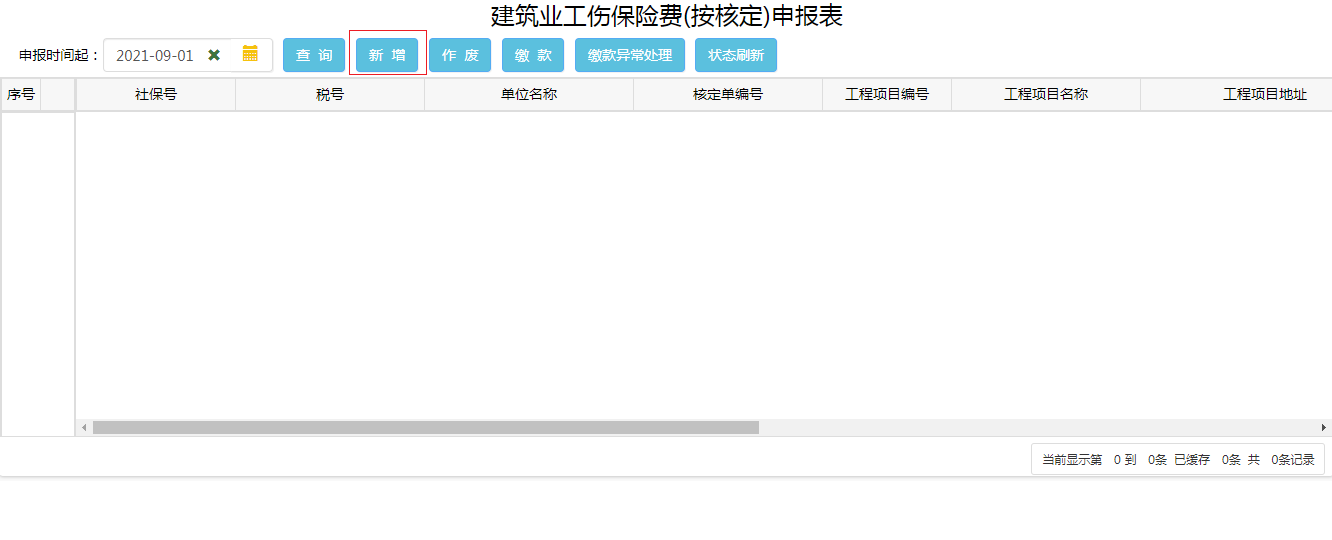 建筑业工伤保险费(按核定)申报表
申报时间起： 2021-09-01 查 询 新 增 作 废 缴 款 缴款异常处理 状态刷新
序号 社保号 税号 单位名称 核定单编号 工程项目编号 工程项目名称 工程项目地址
当前显示第 0 到 0条 已缓存 0条 共 0条记录